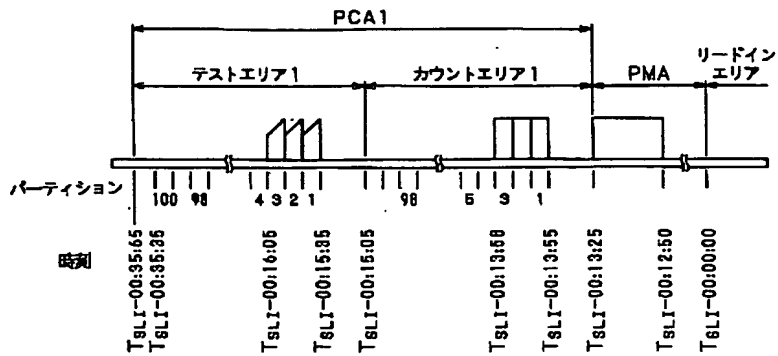 PCA1
テストエリア1
カウントエリア1
PMA
リードイン
エリア
パーティション
100 98 4 3 2 1 98 5 3 1
時刻
TSLI-00:35:65
TSLI-00:35:35
TSLI-00:16:05
TSLI-00:15:35
TSLI-00:15:05
TSLI-00:13:58
TSLI-00:13:55
TSLI-00:13:25
TSLI-00:12:50
TSLI-00:00:00